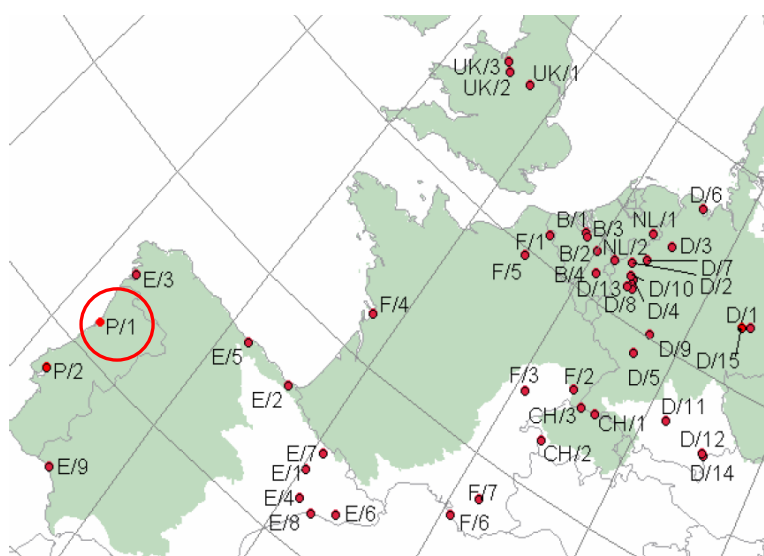 UK/3
UK/1
UK/2
D/6
B/1
B/3
NL/1
F/1
B/2
NL/2
D/3
F/5
B/4
D/7
E/3
D/13
D/10
D/2
D/8
D/4
F/4
P/1
D/1
E/5
D/9
D/15
P/2
D/5
E/2
F/3
F/2
D/11
CH/3
CH/1
D/12
E/7
CH/2
E/9
E/1
D/14
E/4
F/7
E/8
E/6
F/6